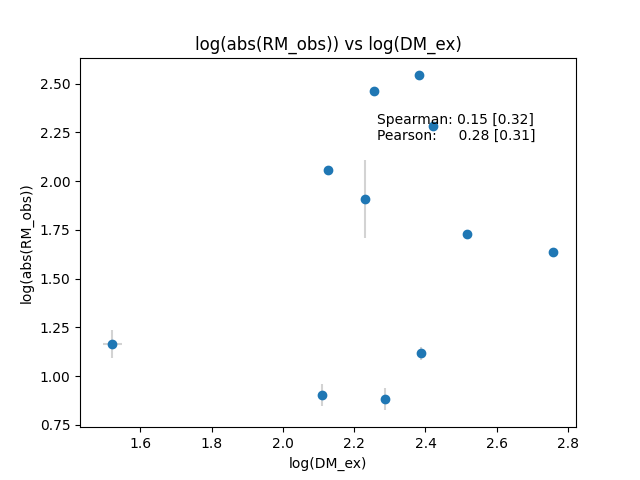 log(abs(RM_obs)) vs log(DM_ex)
2.50
Spearman: 0.15 [0.32]
2.25
Pearson: 0.28 [0.31]
2.00
log(abs(RM_obs))
1.75
1.50
1.25
1.00
0.75
1.6 1.8 2.0 2.2 2.4 2.6 2.8
log(DM_ex)